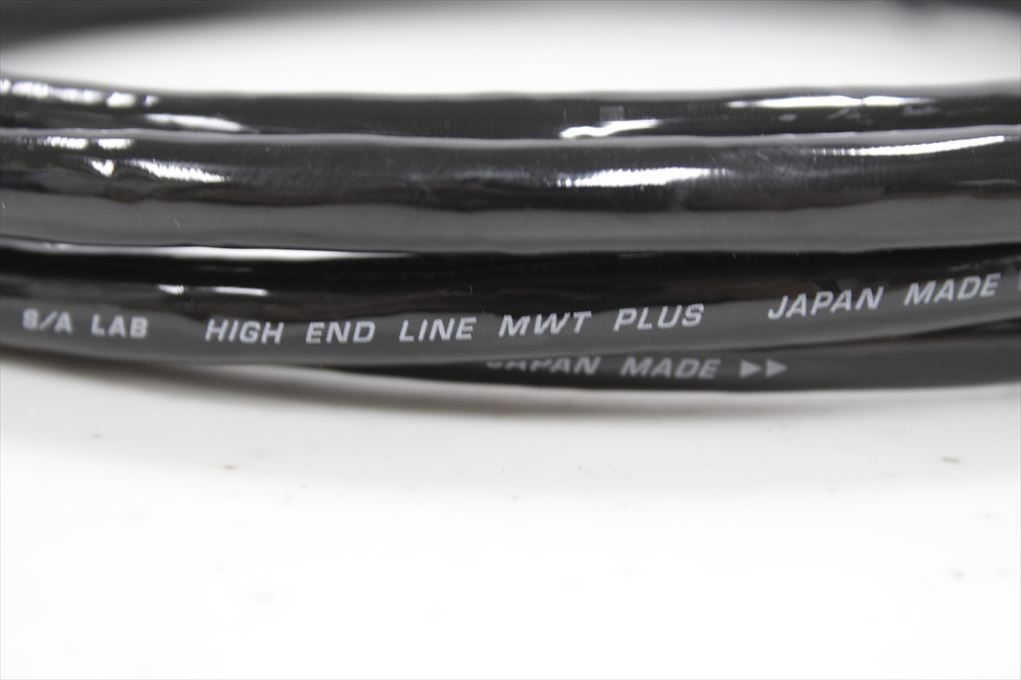 S/A LAB HIGH END LINE MWT PLUS JAPAN MADE
JAPAN MADE ▶▶